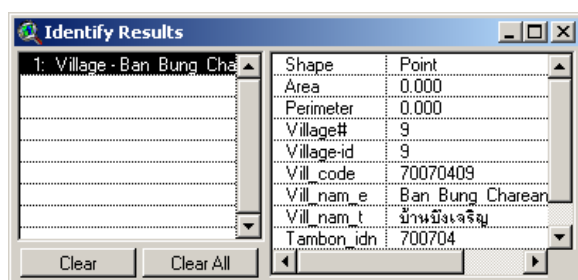 Identify Results
1: Village - Ban Bung Cha
Shape Point
Area 0.000
Perimeter 0.000
Village# 9
Village-id 9
Vill_code 70070409
Vill_nam_e Ban Bung Charean
Vill_nam_t บ้านบึงเจริญ
Tambon_idn 700704
Clear Clear All